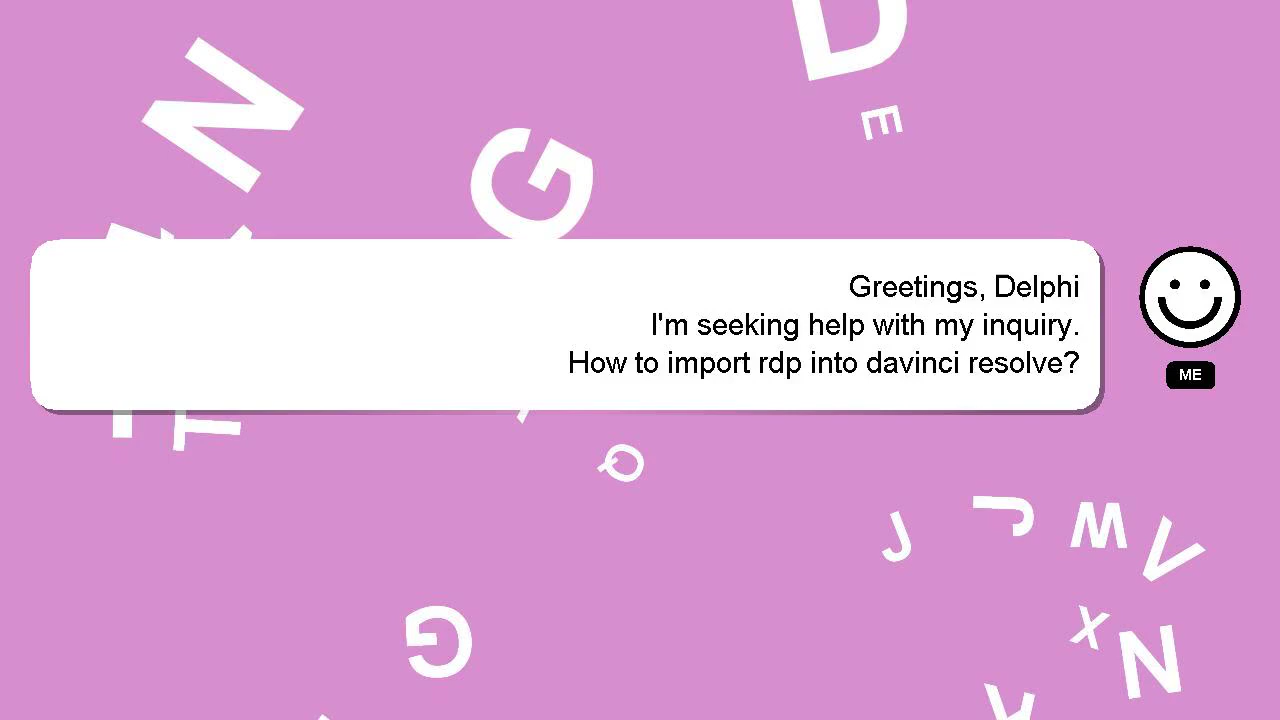 N
D
E
G
Greetings, Delphi
I'm seeking help with my inquiry.
How to import rdp into davinci resolve?
ME
T
Q
J
J
W
V
G
X
N